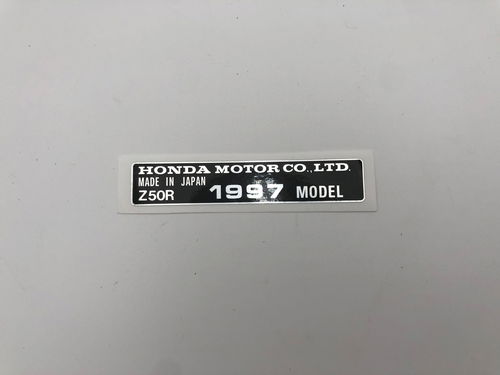 HONDA MOTOR CO., LTD.
MADE IN JAPAN
Z50R 1997 MODEL